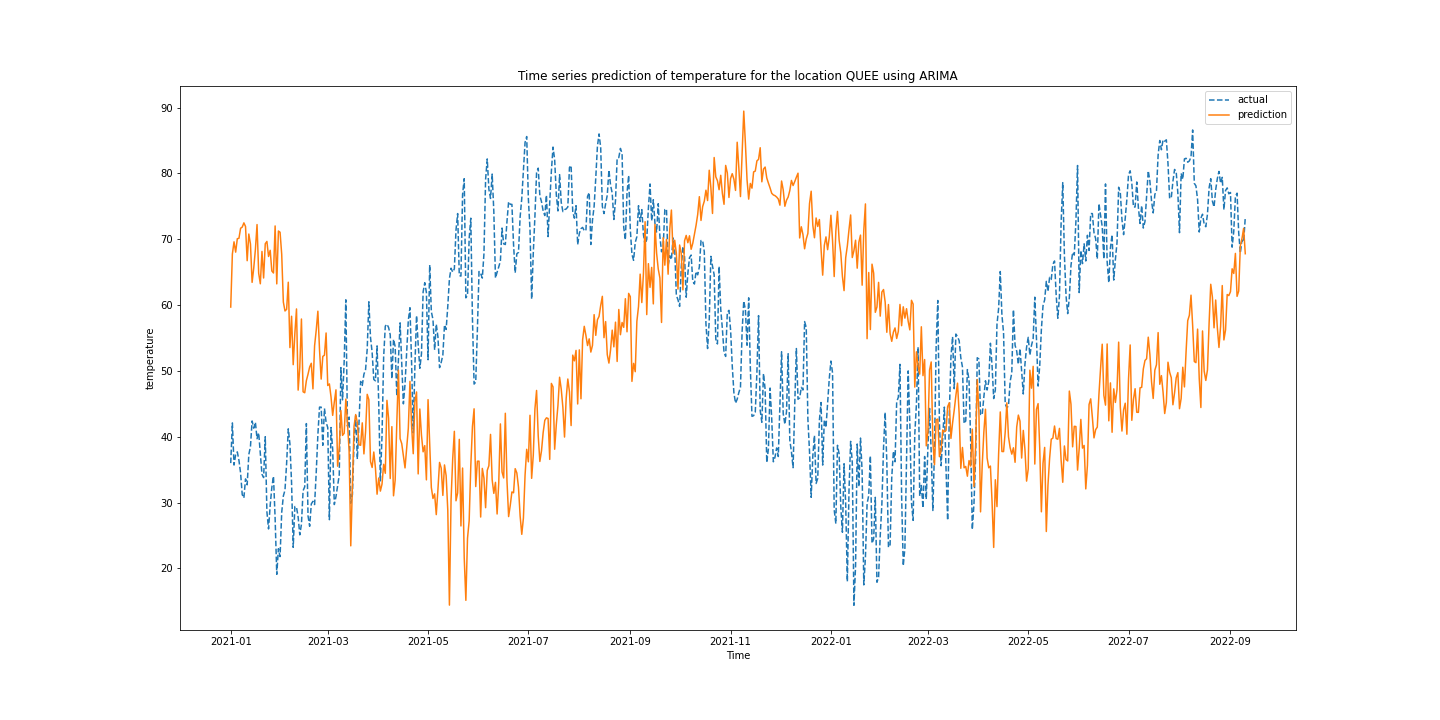 Time series prediction of temperature for the location QUEE using ARIMA
actual
prediction
90
80
70
60
50
40
30
20
temperature
2021-01 2021-03 2021-05 2021-07 2021-09 2021-11 2022-01 2022-03 2022-05 2022-07 2022-09
Time